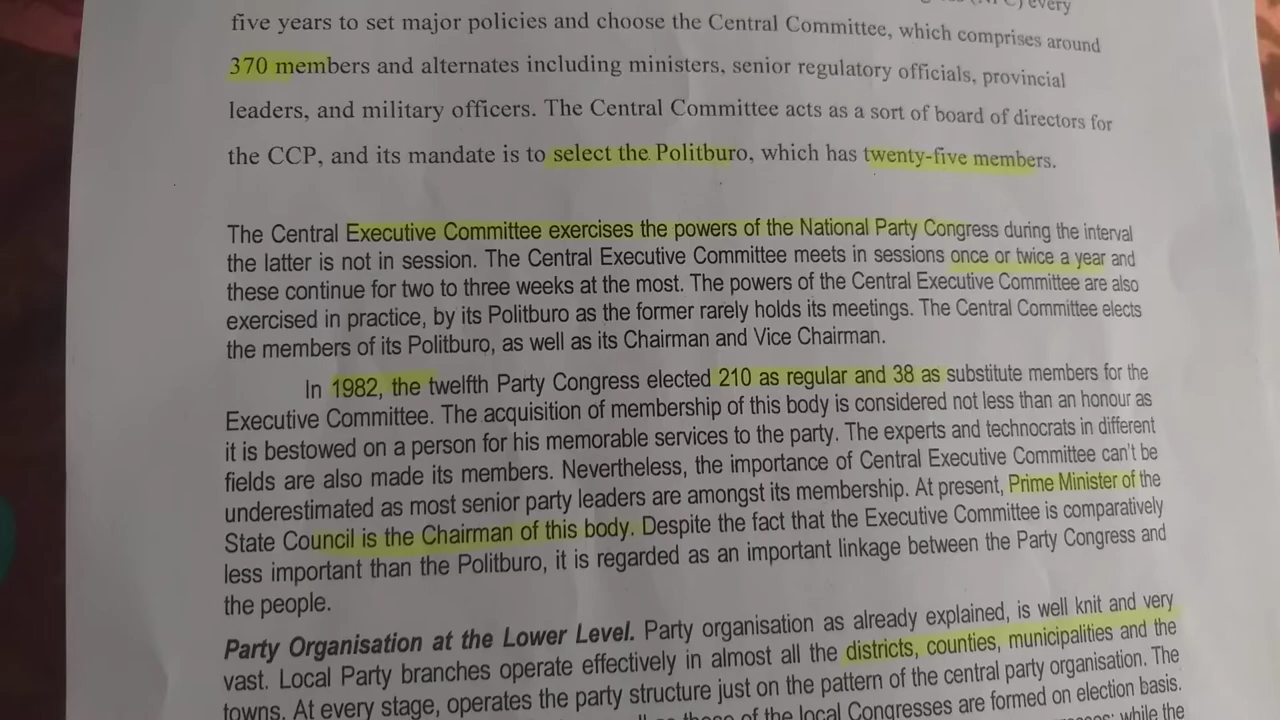 (NPC) every
five years to set major policies and choose the Central Committee, which comprises around
370 members and alternates including ministers, senior regulatory officials, provincial
leaders, and military officers. The Central Committee acts as a sort of board of directors for
the CCP, and its mandate is to select the Politburo, which has twenty-five members.
The Central Executive Committee exercises the powers of the National Party Congress during the interval
the latter is not in session. The Central Executive Committee meets in sessions once or twice a year and
these continue for two to three weeks at the most. The powers of the Central Executive Committee are also
exercised in practice, by its Politburo as the former rarely holds its meetings. The Central Committee elects
the members of its Politburo, as well as its Chairman and Vice Chairman.
In 1982, the twelfth Party Congress elected 210 as regular and 38 as substitute members for the
Executive Committee. The acquisition of membership of this body is considered not less than an honour as
it is bestowed on a person for his memorable services to the party. The experts and technocrats in different
fields are also made its members. Nevertheless, the importance of Central Executive Committee can't be
underestimated as most senior party leaders are amongst its membership. At present, Prime Minister of the
State Council is the Chairman of this body. Despite the fact that the Executive Committee is comparatively
less important than the Politburo, it is regarded as an important linkage between the Party Congress and
the people.
Party Organisation at the Lower Level. Party organisation as already explained, is well knit and very
vast. Local Party branches operate effectively in almost all the districts, counties, municipalities and the
towns. At every stage, operates the party structure just on the pattern of the central party organisation. The
of the local Congresses are formed on election basis.
while the